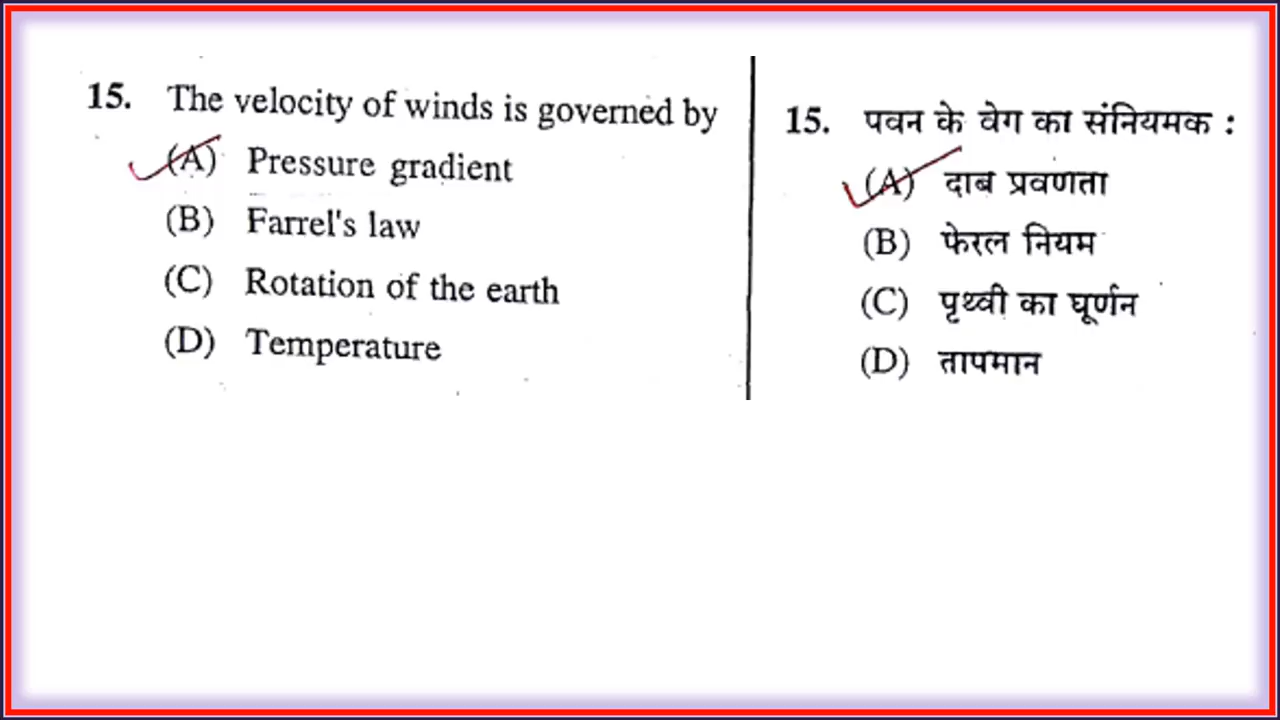 15. The velocity of winds is governed by
(A) Pressure gradient
(B) Farrel's law
(C) Rotation of the earth
(D) Temperature
15. पवन के वेग का संनियमक :
(A) दाब प्रवणता
(B) फेरल नियम
(C) पृथ्वी का घूर्णन
(D) तापमान